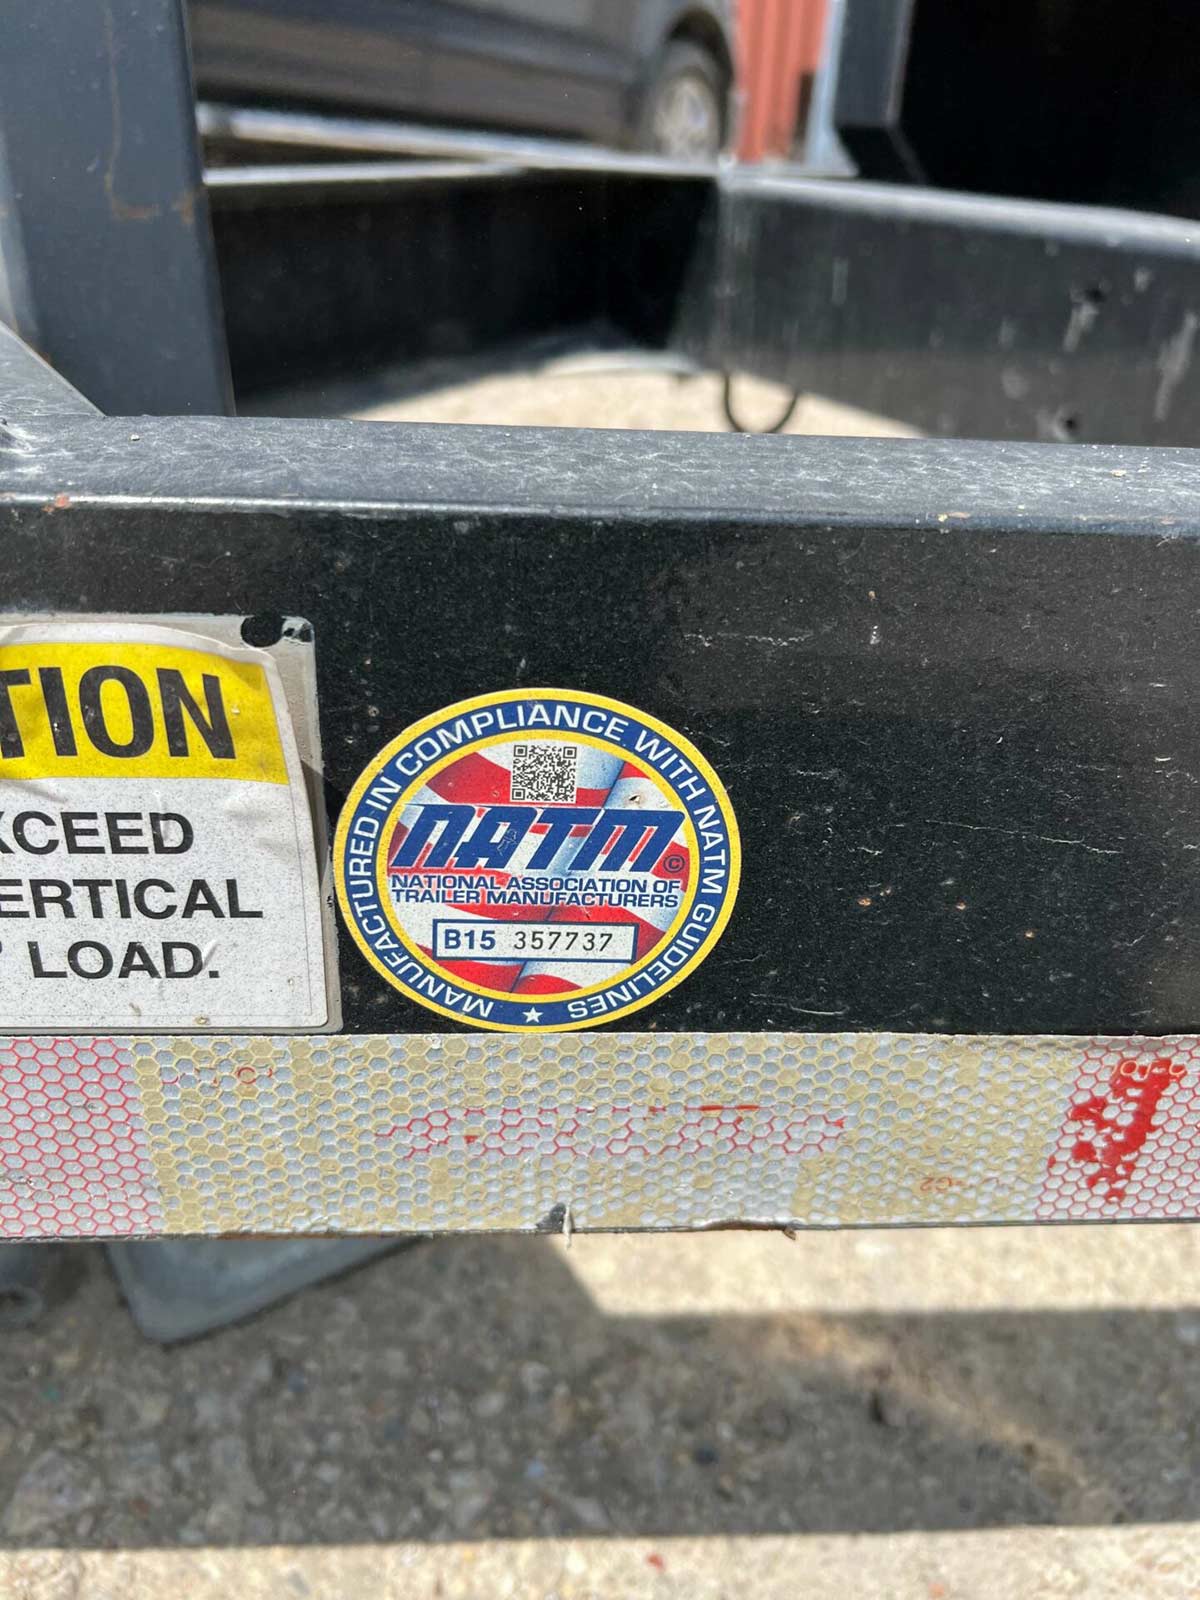 TION
XCEED
ERTICAL
LOAD.
MANUFACTURED IN COMPLIANCE WITH NATM GUIDELINES
NATM ©
NATIONAL ASSOCIATION OF
TRAILER MANUFACTURERS
B15 357737